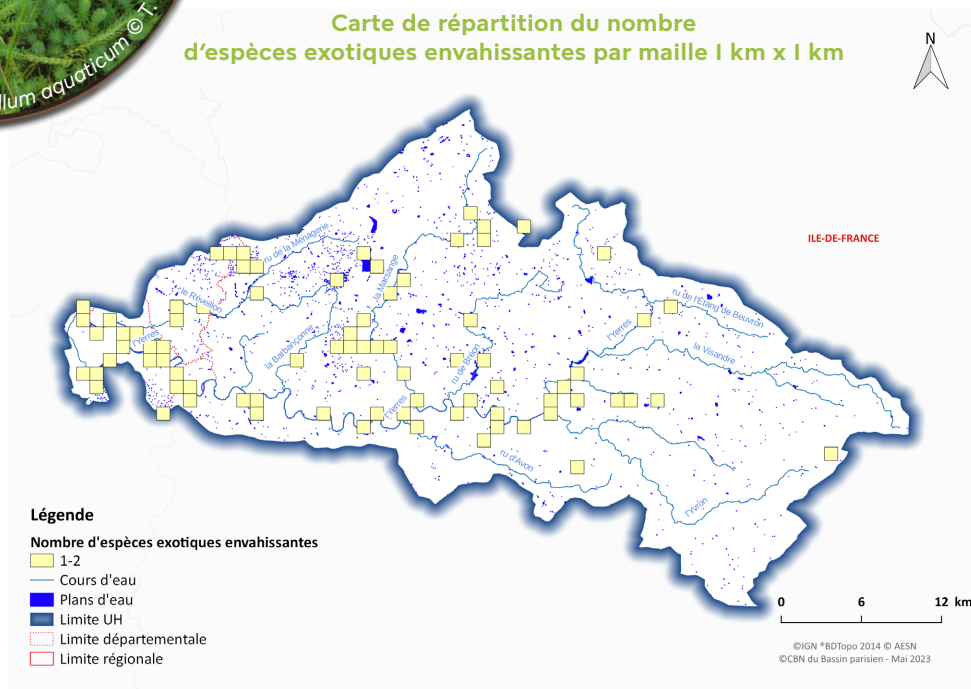 Carte de répartition du nombre
d'espèces exotiques envahissantes par maille 1 km x 1 km
aquaticum © T.
N
ILE-DE-FRANCE
ru de la Ménagerie
la Marsange
le Réveillon
l'Yerres
la Barbançonne
ru de Bréon
l'Yerres
ru de l'Étang de Beuvron
la Visandre
l'Yerres
ru d'Avon
l'Yvron
Légende
Nombre d'espèces exotiques envahissantes
1-2
Cours d'eau
Plans d'eau
Limite UH
Limite départementale
Limite régionale
0 6 12 km
©IGN ®BDTopo 2014 © AESN
©CBN du Bassin parisien - Mai 2023